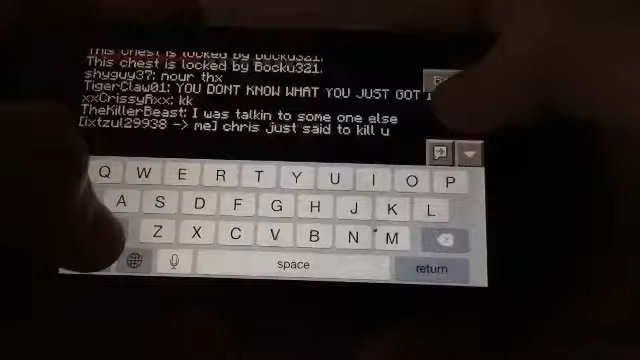 This chest is locked by Bocku321.
This chest is locked by Bocku321.
shyguy37: nour thx
TigerClaw01: YOU DONT KNOW WHAT YOU JUST GOT
xxCrissyRxx: kk
TheKillerBeast: I was talkin to some one else
[ixtzul29938 -> me] chris just said to kill u
Q W E R T Y U I O P
A S D F G H J K L
Z X C V B N M
space return